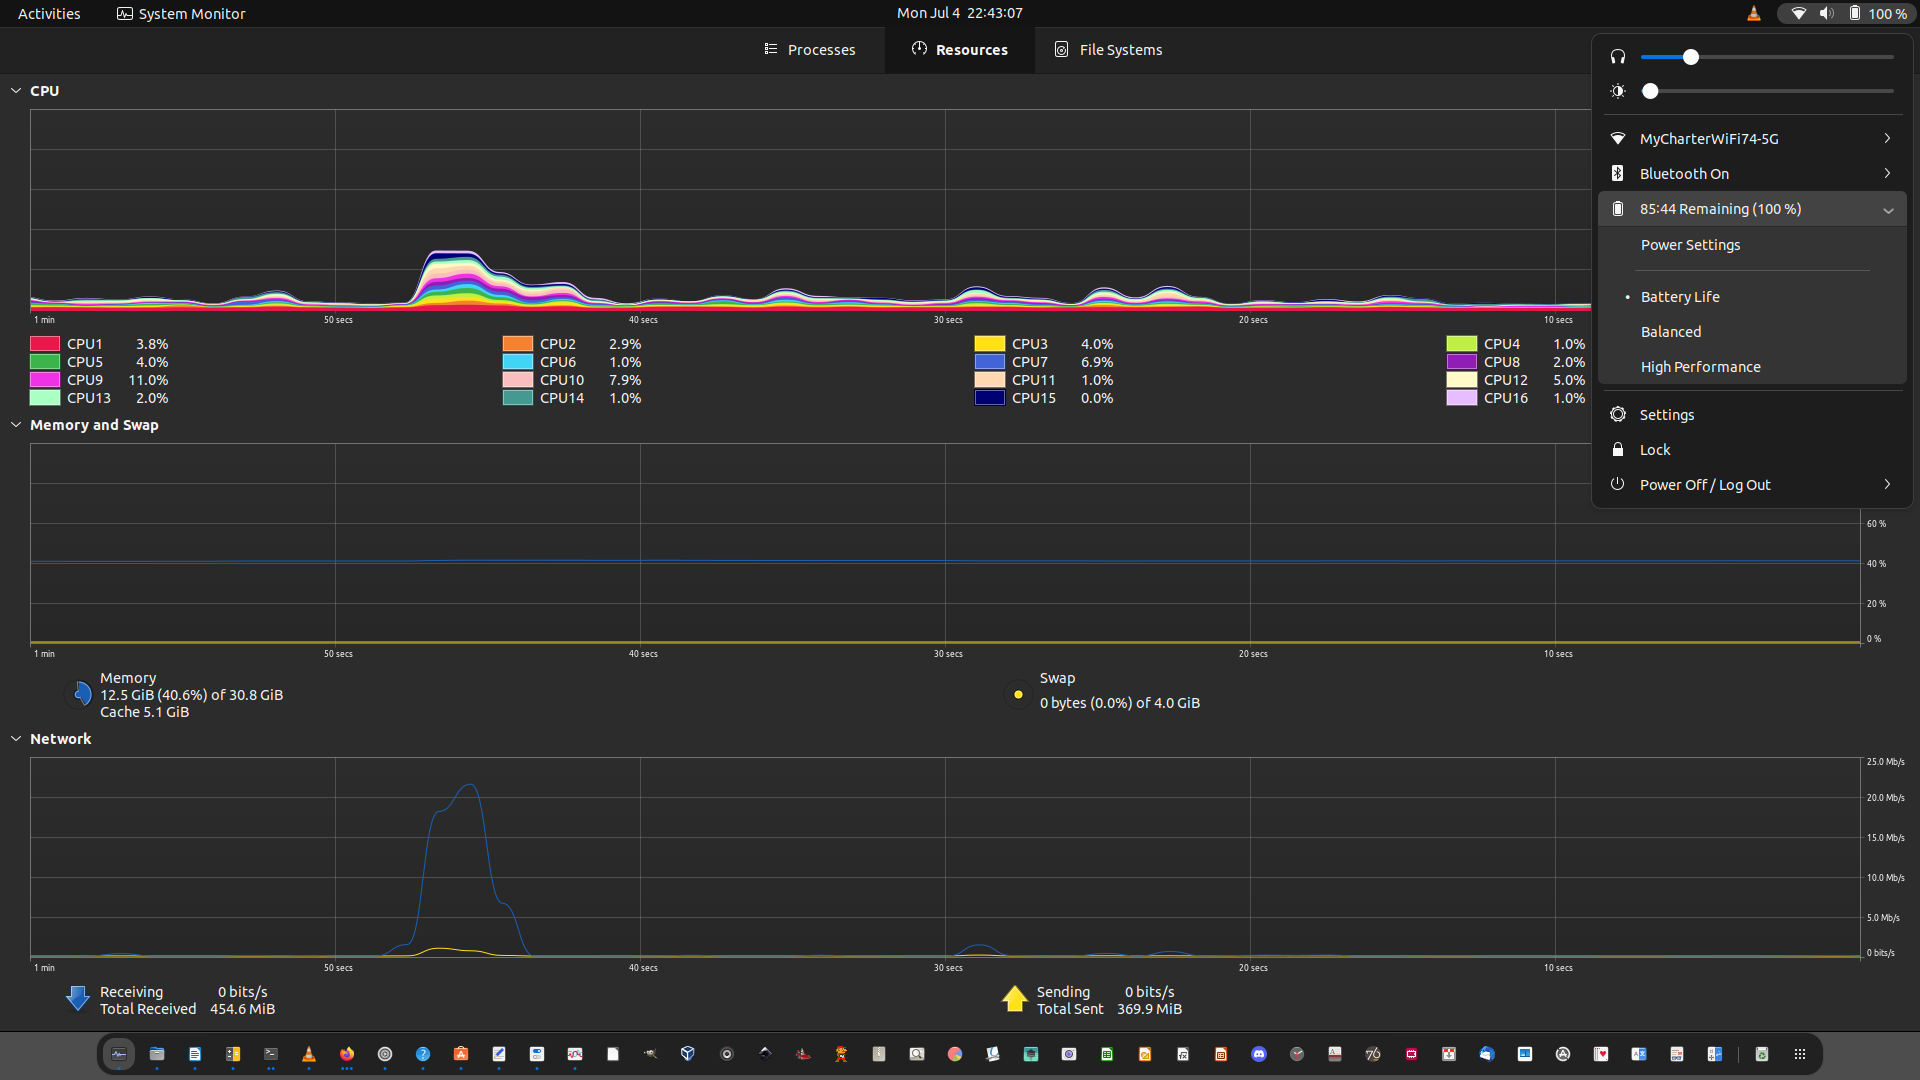 Activities
System Monitor
Mon Jul 4 22:43:07
100 %
Processes
Resources
File Systems
CPU
1 min
50 secs
40 secs
30 secs
20 secs
10 secs
CPU1 3.8%
CPU2 2.9%
CPU3 4.0%
CPU4 1.0%
CPU5 4.0%
CPU6 1.0%
CPU7 6.9%
CPU8 2.0%
CPU9 11.0%
CPU10 7.9%
CPU11 1.0%
CPU12 5.0%
CPU13 2.0%
CPU14 1.0%
CPU15 0.0%
CPU16 1.0%
MyCharterWiFi74-5G
Bluetooth On
85:44 Remaining (100 %)
Power Settings
• Battery Life
Balanced
High Performance
Settings
Lock
Power Off / Log Out
Memory and Swap
60 %
40 %
20 %
0 %
1 min
50 secs
40 secs
30 secs
20 secs
10 secs
Memory
12.5 GiB (40.6%) of 30.8 GiB
Cache 5.1 GiB
Swap
0 bytes (0.0%) of 4.0 GiB
Network
25.0 Mb/s
20.0 Mb/s
15.0 Mb/s
10.0 Mb/s
5.0 Mb/s
0 bits/s
1 min
50 secs
40 secs
30 secs
20 secs
10 secs
Receiving 0 bits/s
Total Received 454.6 MiB
Sending 0 bits/s
Total Sent 369.9 MiB
76